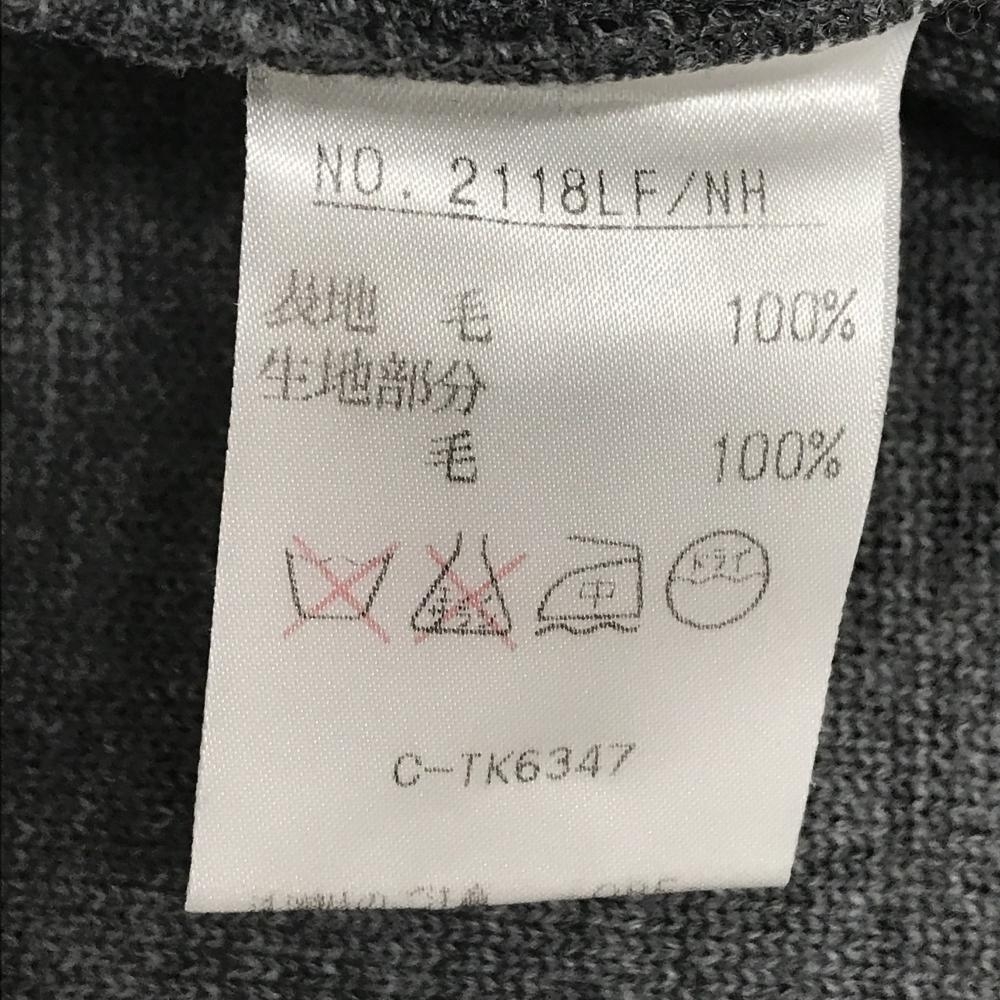 NO. 2118LF/NH
表地 毛 100%
生地部分
毛 100%
中 ドライ
C-TK6347